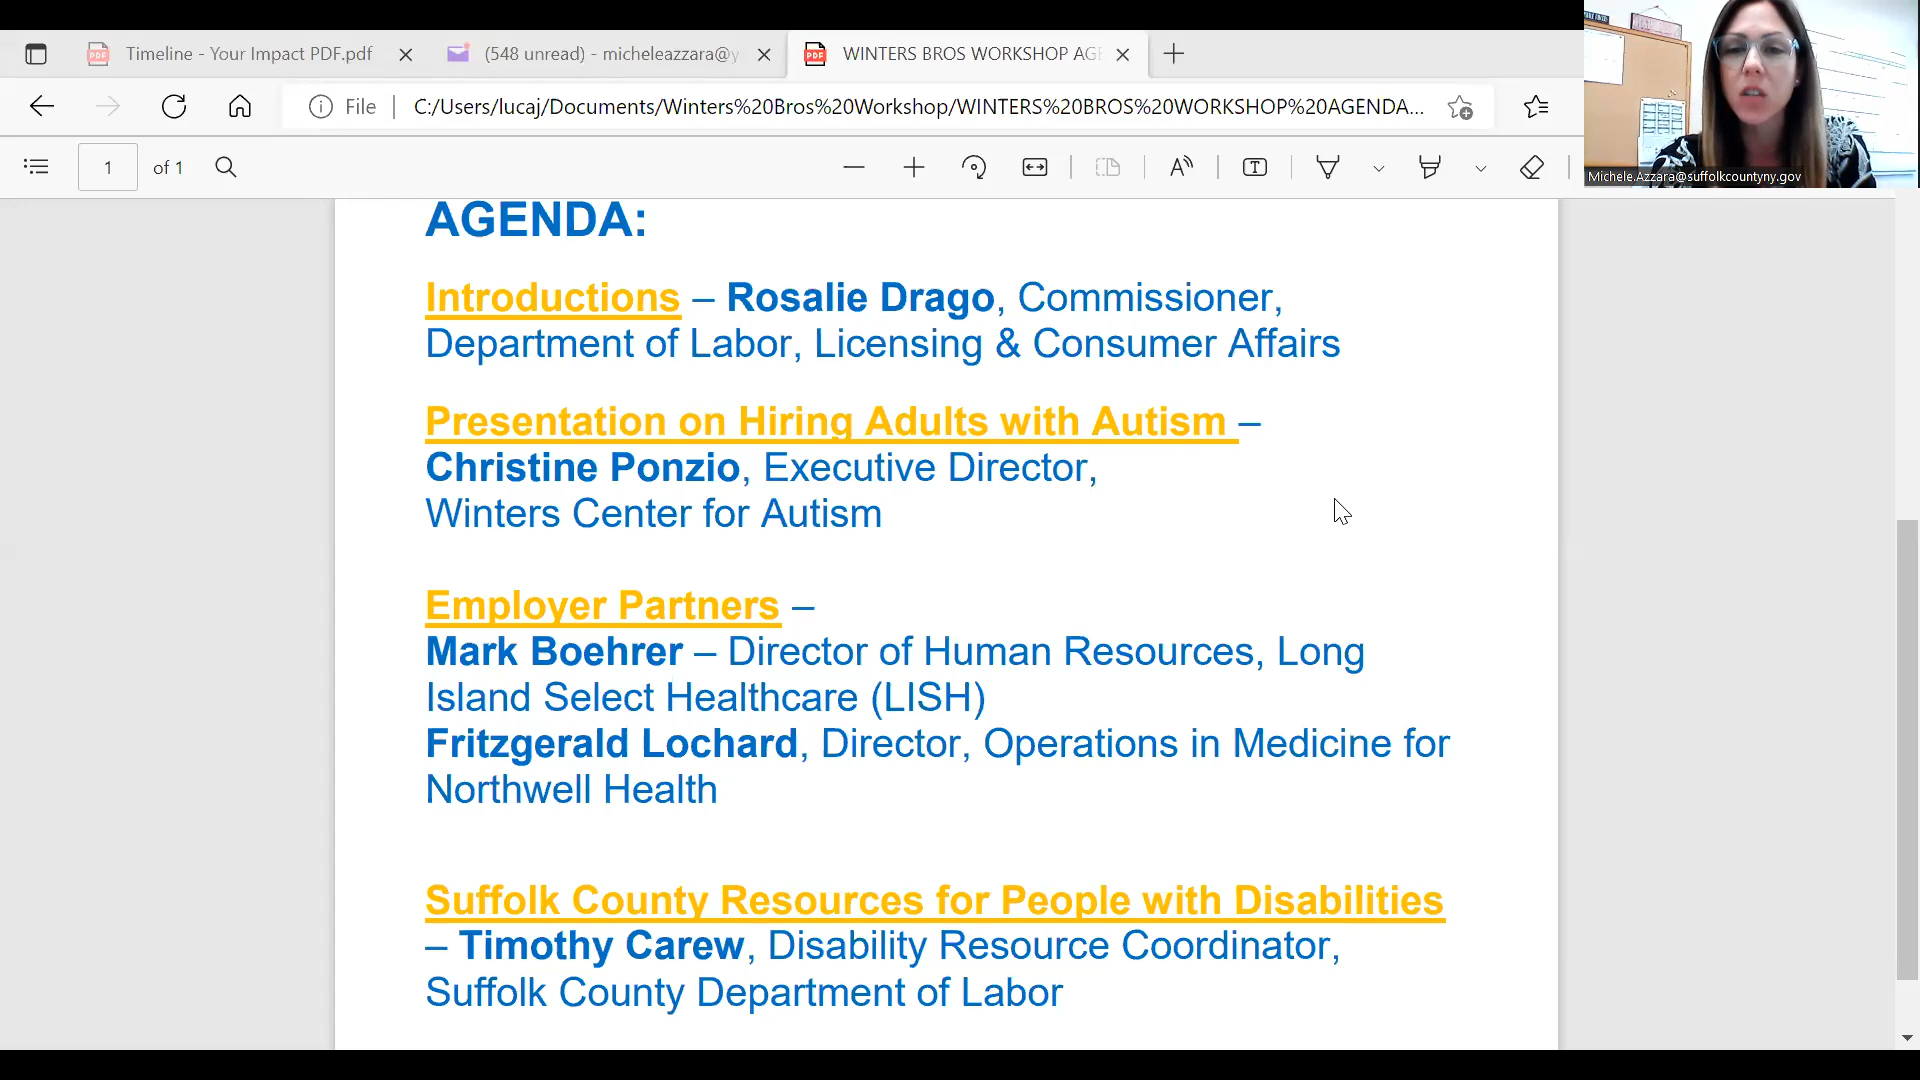 Timeline - Your Impact PDF.pdf
(548 unread) - micheleazzara@y
WINTERS BROS WORKSHOP AGE
File
C:/Users/lucaj/Documents/Winters%20Bros%20Workshop/WINTERS%20BROS%20WORKSHOP%20AGENDA...
1 of 1
Michele.Azzara@suffolkcountyny.gov
AGENDA:
Introductions – Rosalie Drago, Commissioner,
Department of Labor, Licensing & Consumer Affairs
Presentation on Hiring Adults with Autism –
Christine Ponzio, Executive Director,
Winters Center for Autism
Employer Partners –
Mark Boehrer – Director of Human Resources, Long
Island Select Healthcare (LISH)
Fritzgerald Lochard, Director, Operations in Medicine for
Northwell Health
Suffolk County Resources for People with Disabilities
– Timothy Carew, Disability Resource Coordinator,
Suffolk County Department of Labor